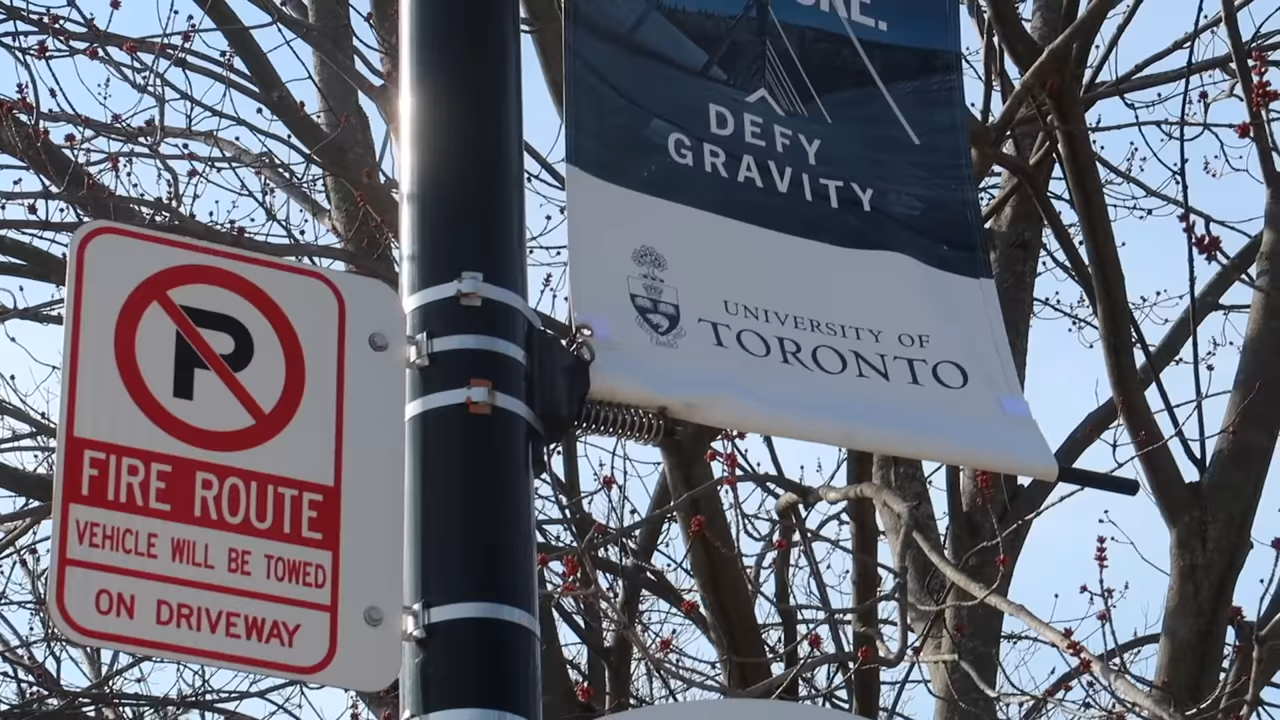 P
FIRE ROUTE
VEHICLE WILL BE TOWED
ON DRIVEWAY
DEFY
GRAVITY
UNIVERSITY OF
TORONTO